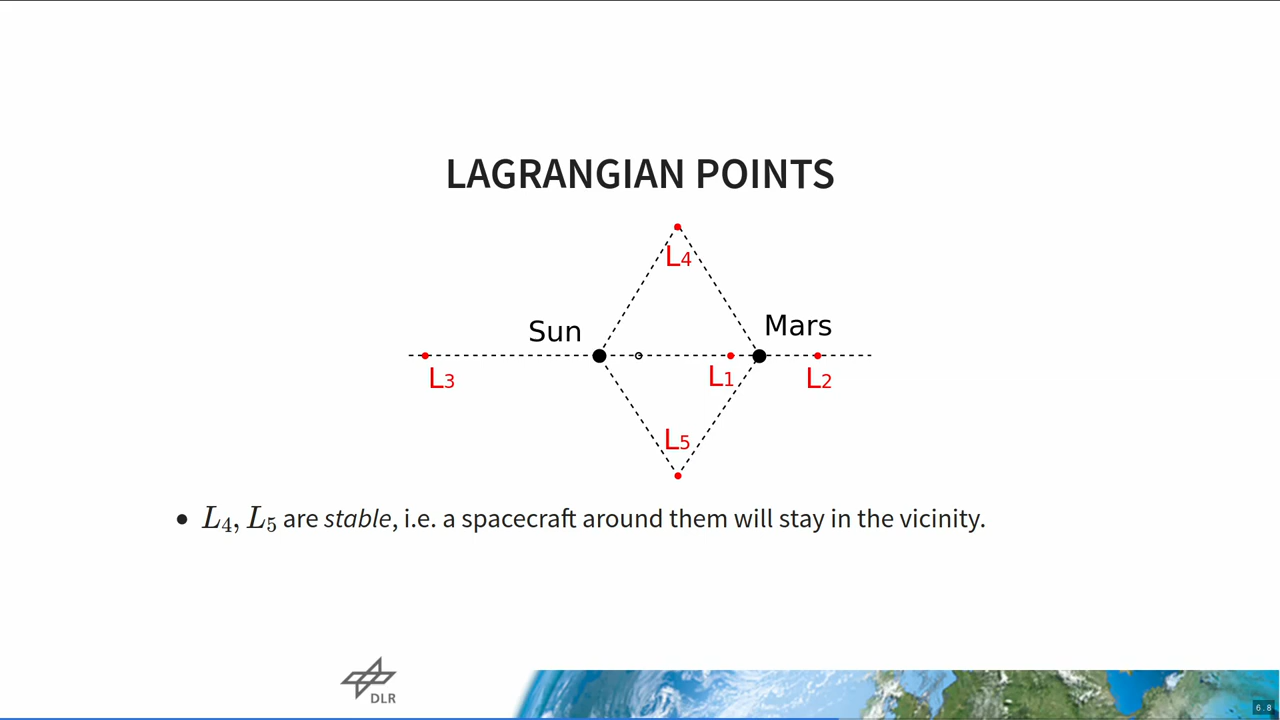 LAGRANGIAN POINTS
L4
Sun
Mars
L3
L1
L2
L5
• L4, L5 are stable, i.e. a spacecraft around them will stay in the vicinity.
DLR
6.8